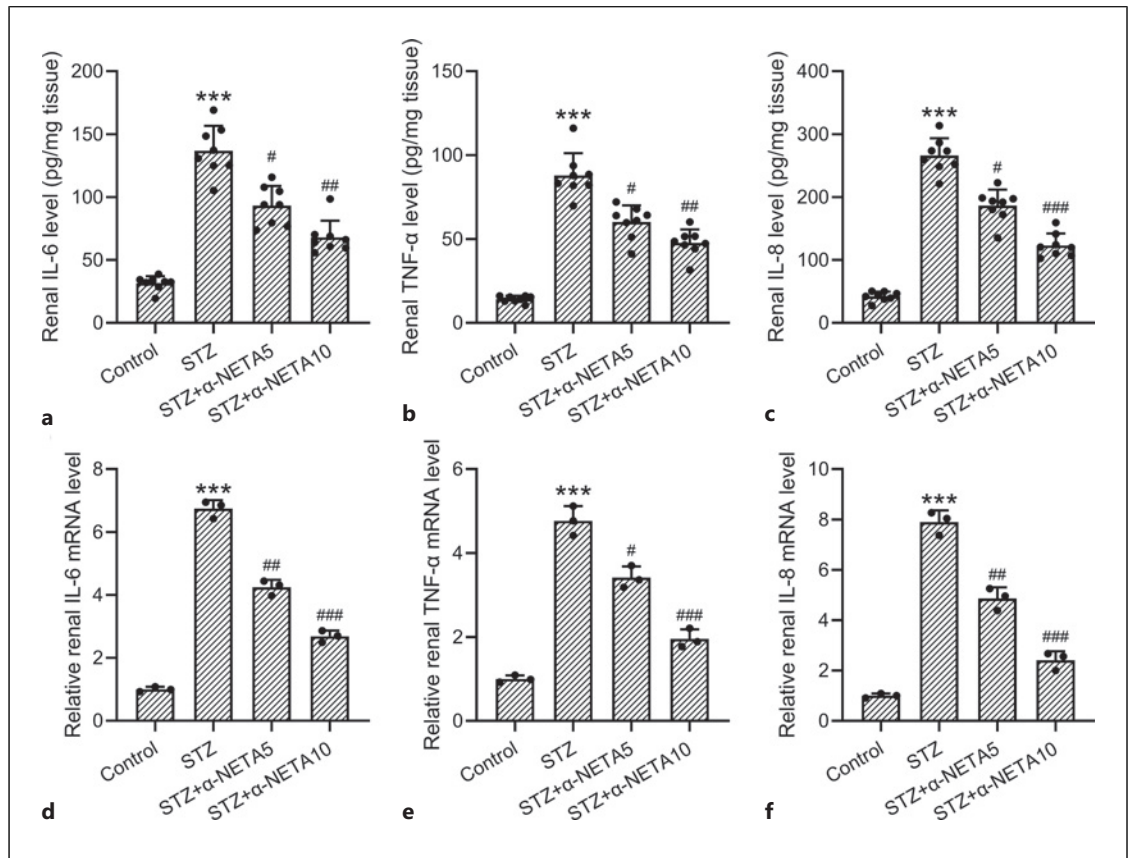 Renal IL-6 level (pg/mg tissue)
200
150
100
50
0
***
#
##
Control
STZ
STZ+α-NETA5
STZ+α-NETA10
a
Renal TNF-α level (pg/mg tissue)
150
100
50
0
***
#
##
Control
STZ
STZ+α-NETA5
STZ+α-NETA10
b
Renal IL-8 level (pg/mg tissue)
400
300
200
100
0
***
#
###
Control
STZ
STZ+α-NETA5
STZ+α-NETA10
c
Relative renal IL-6 mRNA level
8
6
4
2
0
***
##
###
Control
STZ
STZ+α-NETA5
STZ+α-NETA10
d
Relative renal TNF-α mRNA level
6
4
2
0
***
#
###
Control
STZ
STZ+α-NETA5
STZ+α-NETA10
e
Relative renal IL-8 mRNA level
10
8
6
4
2
0
***
##
###
Control
STZ
STZ+α-NETA5
STZ+α-NETA10
f